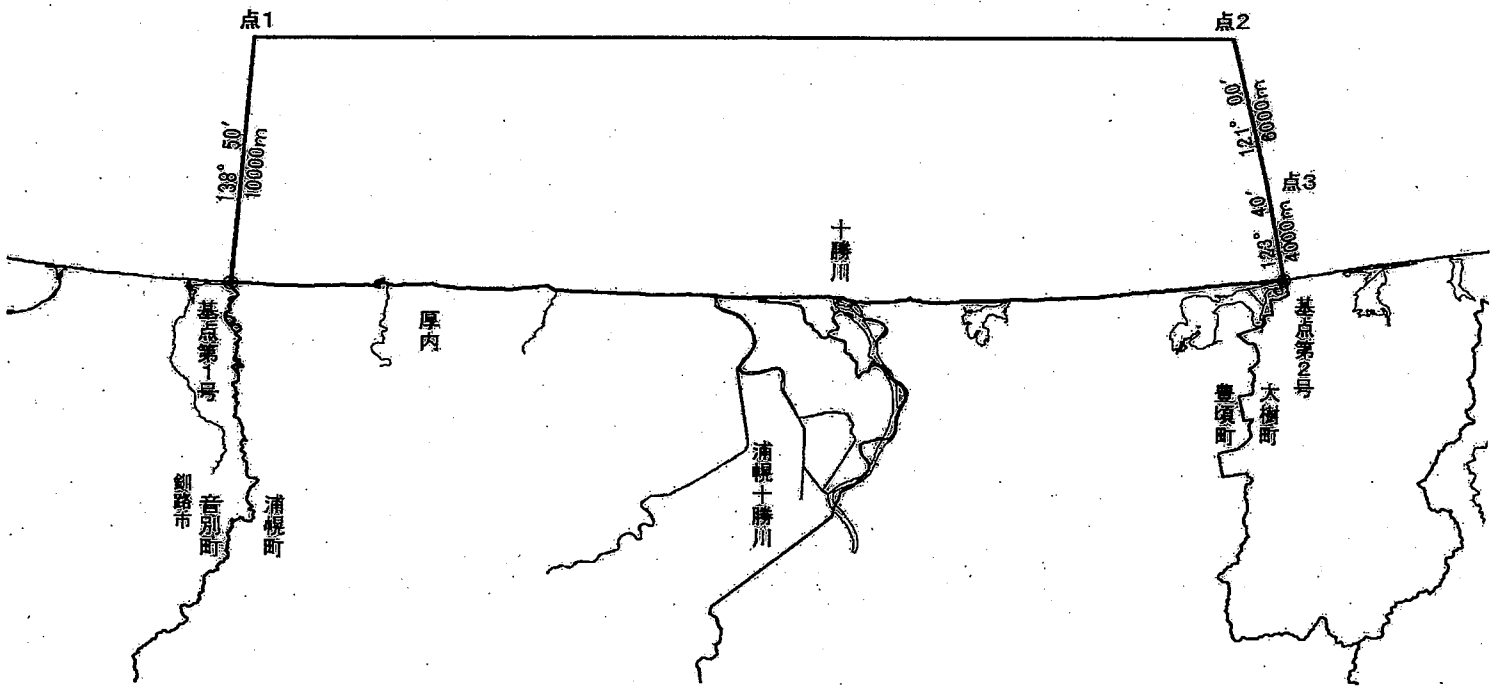 点1
点2
138° 50′
10000m
121° 00′
6000m
点3
123° 40′
4000m
十勝川
基点第1号
厚内
基点第2号
豊頃町
大樹町
浦幌十勝川
釧路市
音別町
浦幌町